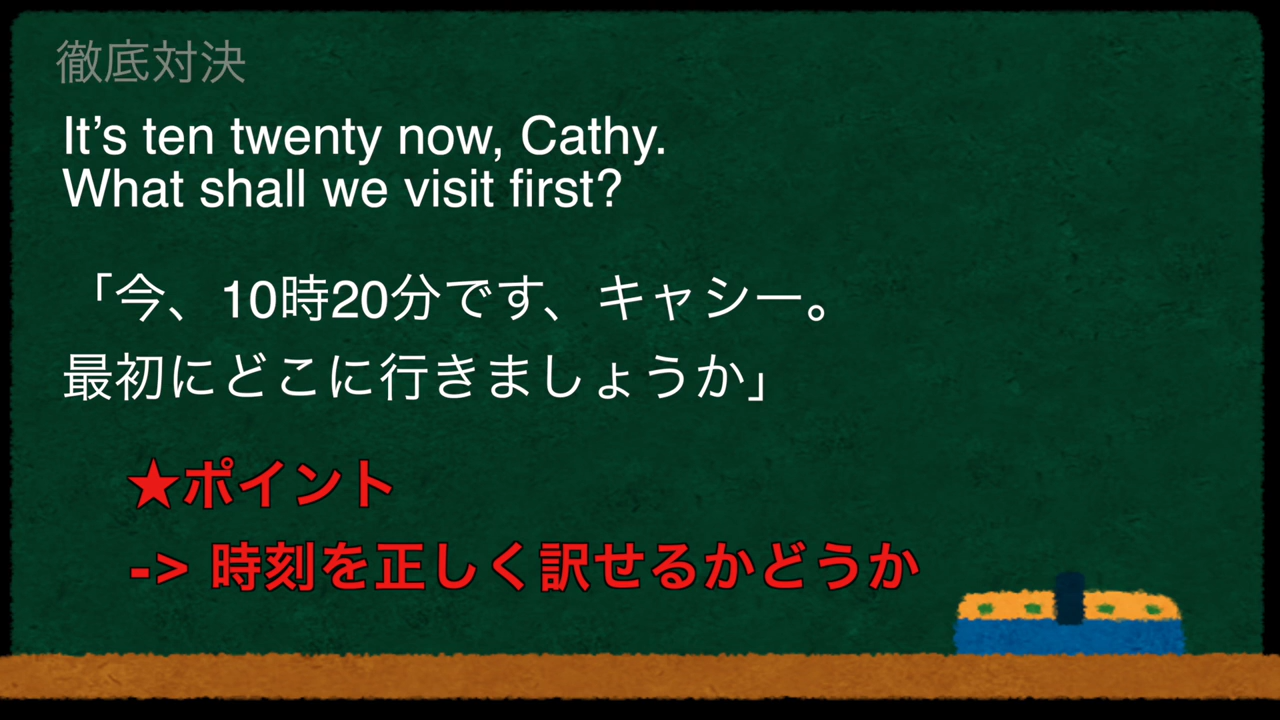 徹底対決
It’s ten twenty now, Cathy.
What shall we visit first?
「今、10時20分です、キャシー。
最初にどこに行きましょうか」
★ポイント
-> 時刻を正しく訳せるかどうか